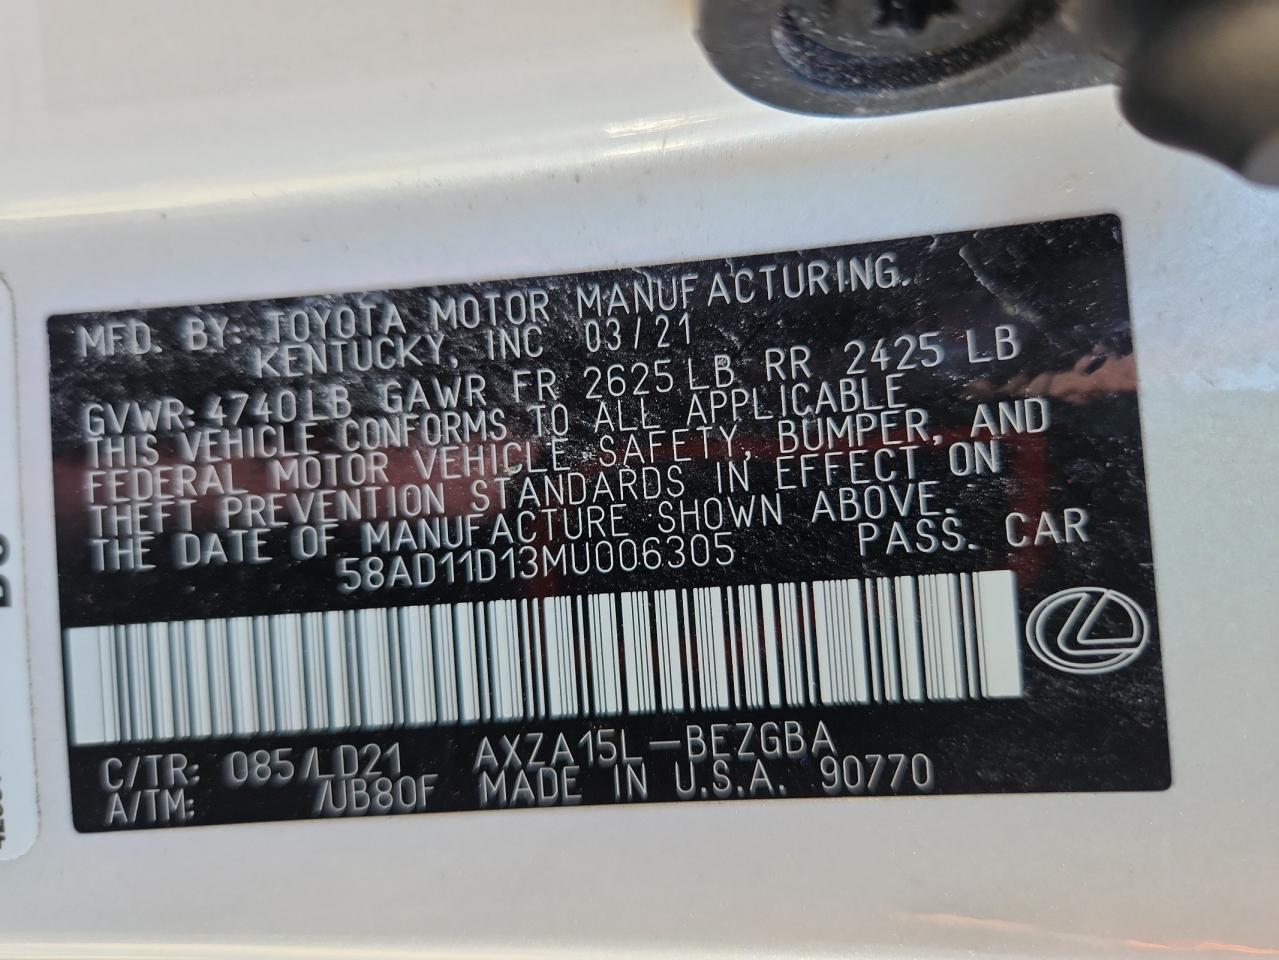 MFD. BY: TOYOTA MOTOR MANUFACTURING.
KENTUCKY, INC 03/21
GVWR: 4740LB GAWR FR 2625LB RR 2425 LB
THIS VEHICLE CONFORMS TO ALL APPLICABLE
FEDERAL MOTOR VEHICLE SAFETY, BUMPER, AND
THEFT PREVENTION STANDARDS IN EFFECT ON
THE DATE OF MANUFACTURE SHOWN ABOVE.
58AD11D13MU006305 PASS. CAR
C/TR: 085/LD21 AXZA15L-BEZGBA
A/TM: /UB80F MADE IN U.S.A. 90770